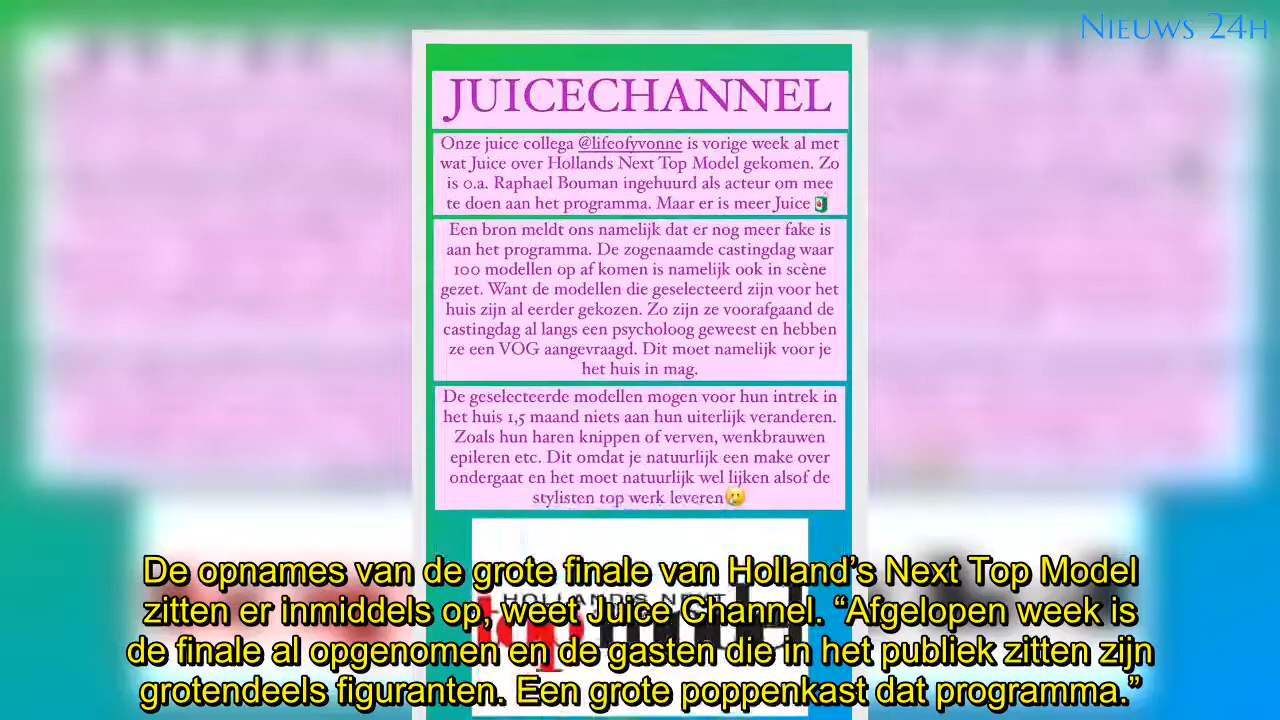 NIEUWS 24H
JUICECHANNEL
Onze juice collega @lifeofyvonne is vorige week al met
wat Juice over Hollands Next Top Model gekomen. Zo
is o.a. Raphael Bouman ingehuurd als acteur om mee
te doen aan het programma. Maar er is meer Juice 🧃
Een bron meldt ons namelijk dat er nog meer fake is
aan het programma. De zogenaamde castingdag waar
100 modellen op af komen is namelijk ook in scène
gezet. Want de modellen die geselecteerd zijn voor het
huis zijn al eerder gekozen. Zo zijn ze voorafgaand de
castingdag al langs een psycholoog geweest en hebben
ze een VOG aangevraagd. Dit moet namelijk voor je
het huis in mag.
De geselecteerde modellen mogen voor hun intrek in
het huis 1,5 maand niets aan hun uiterlijk veranderen.
Zoals hun haren knippen of verven, wenkbrauwen
epileren etc. Dit omdat je natuurlijk een make over
ondergaat en het moet natuurlijk wel lijken alsof de
stylisten top werk leveren🥲
HOLLAND'S NEXT
top model
De opnames van de grote finale van Holland's Next Top Model
zitten er inmiddels op, weet Juice Channel. “Afgelopen week is
de finale al opgenomen en de gasten die in het publiek zitten zijn
grotendeels figuranten. Een grote poppenkast dat programma.”